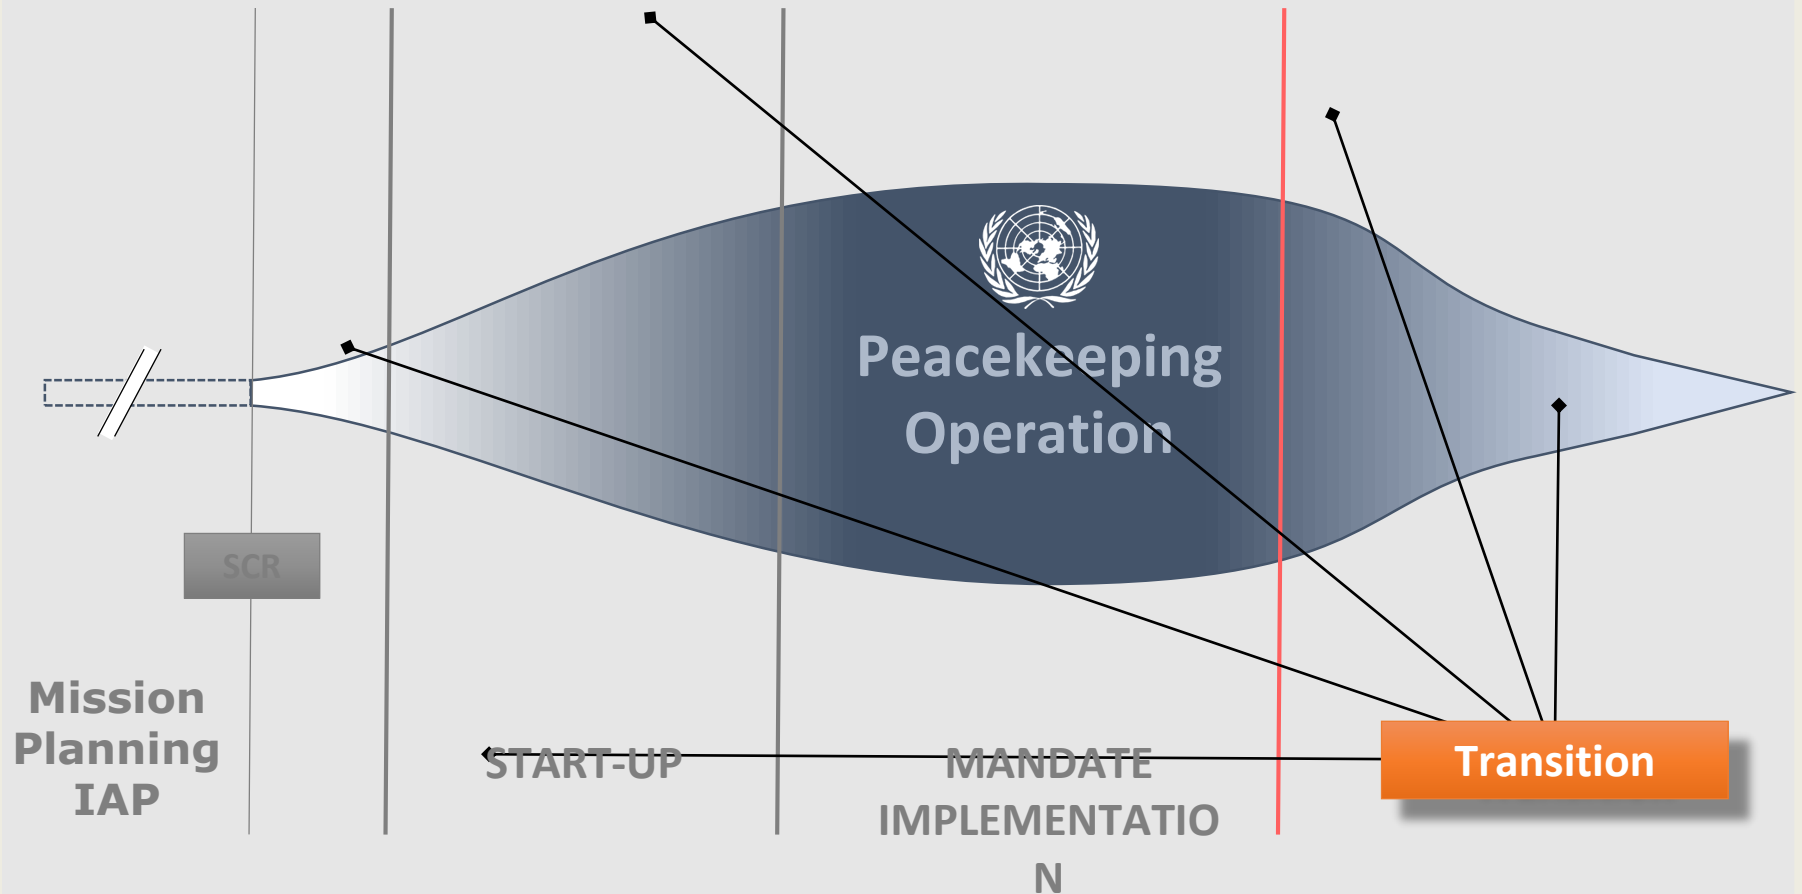 Peacekeeping
Operation
SCR
Mission
Planning
IAP
START-UP
MANDATE
IMPLEMENTATIO
N
Transition